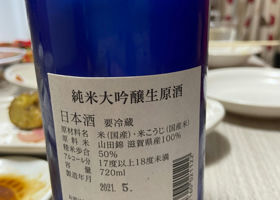 純米大吟醸生原酒
日本酒 要冷蔵
原材料名 米(国産)・米こうじ(国産米)
原料米 山田錦 滋賀県産100%
精米歩合 50%
アルコール分 17度以上18度未満
容量 720ml
製造年月 2021.5.